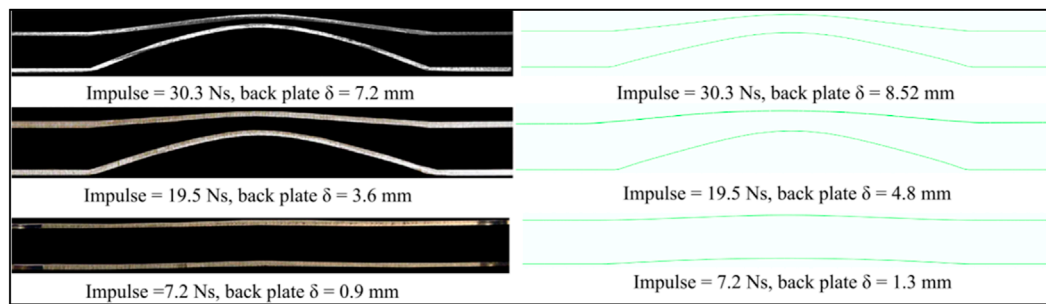 Impulse = 30.3 Ns, back plate δ = 7.2 mm
Impulse = 30.3 Ns, back plate δ = 8.52 mm
Impulse = 19.5 Ns, back plate δ = 3.6 mm
Impulse = 19.5 Ns, back plate δ = 4.8 mm
Impulse =7.2 Ns, back plate δ = 0.9 mm
Impulse = 7.2 Ns, back plate δ = 1.3 mm